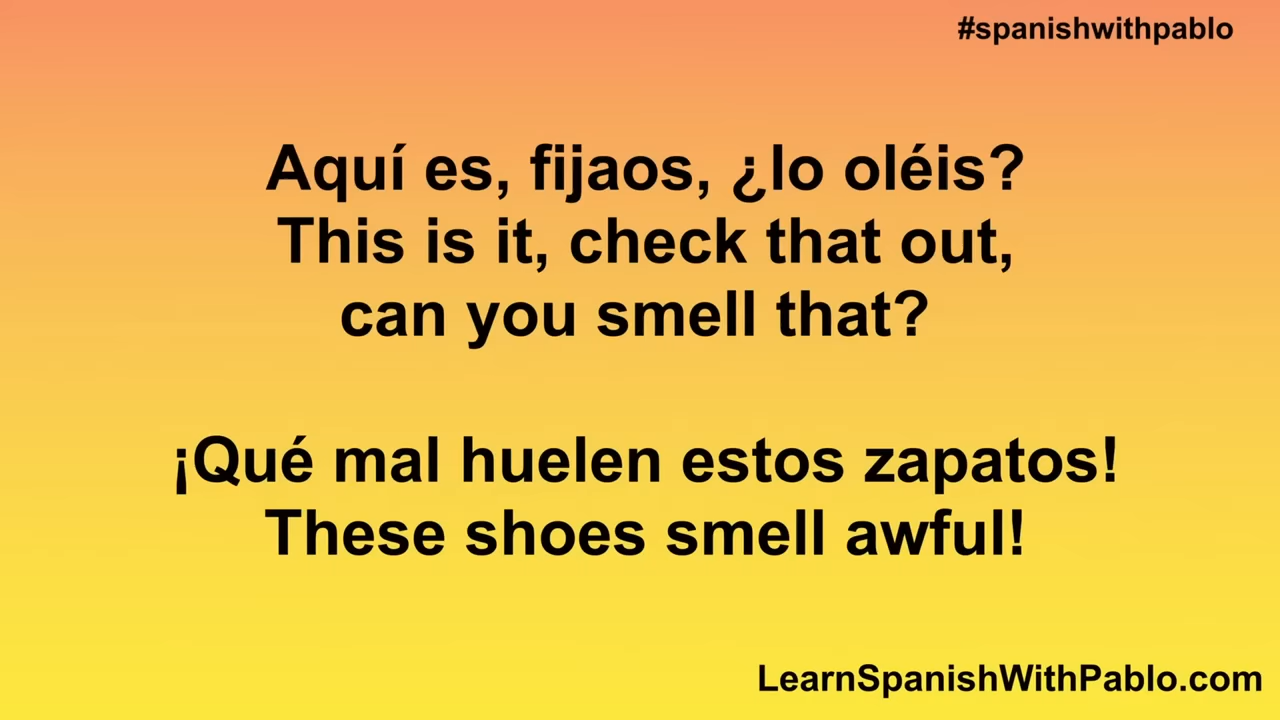 #spanishwithpablo
Aquí es, fijaos, ¿lo oléis?
This is it, check that out,
can you smell that?
¡Qué mal huelen estos zapatos!
These shoes smell awful!
LearnSpanishWithPablo.com